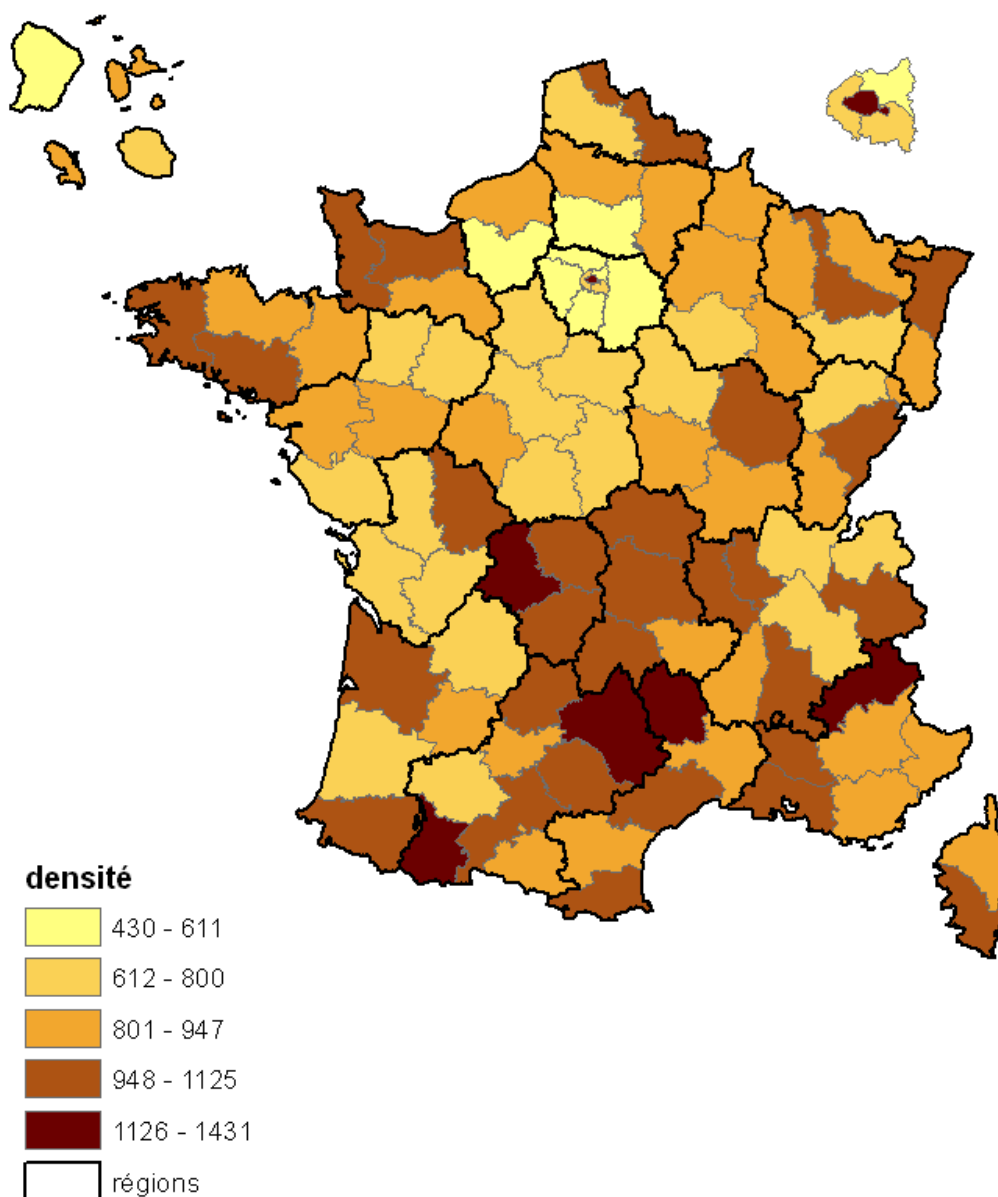 densité
430 - 611
612 - 800
801 - 947
948 - 1125
1126 - 1431
régions